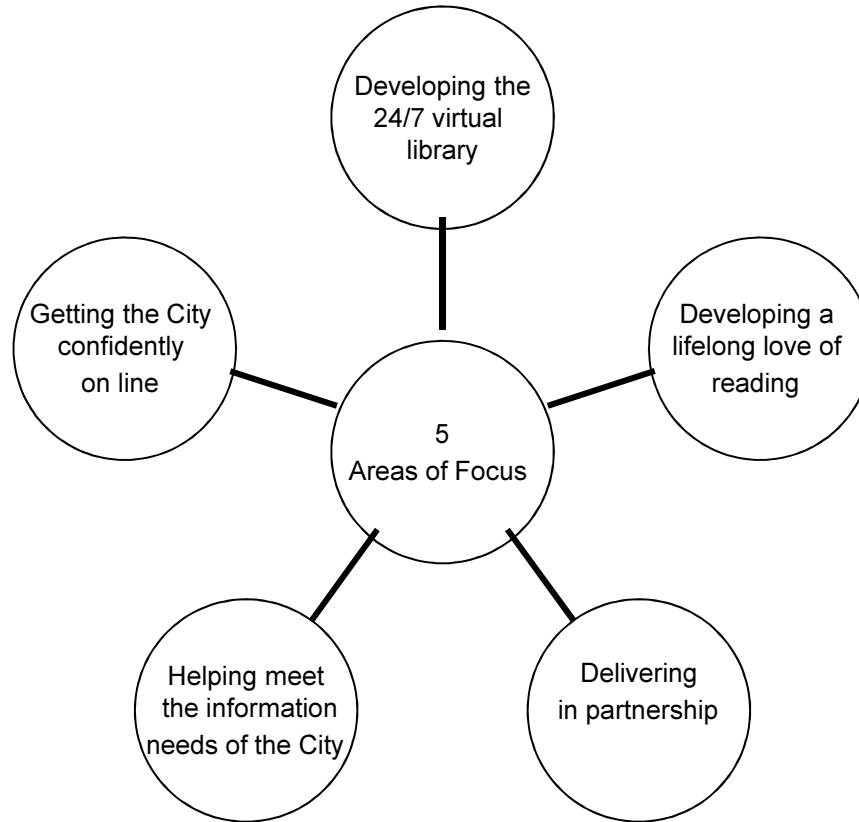 Developing the
24/7 virtual
library
Getting the City
confidently
on line
Developing a
lifelong love of
reading
5
Areas of Focus
Helping meet
the information
needs of the City
Delivering
in partnership